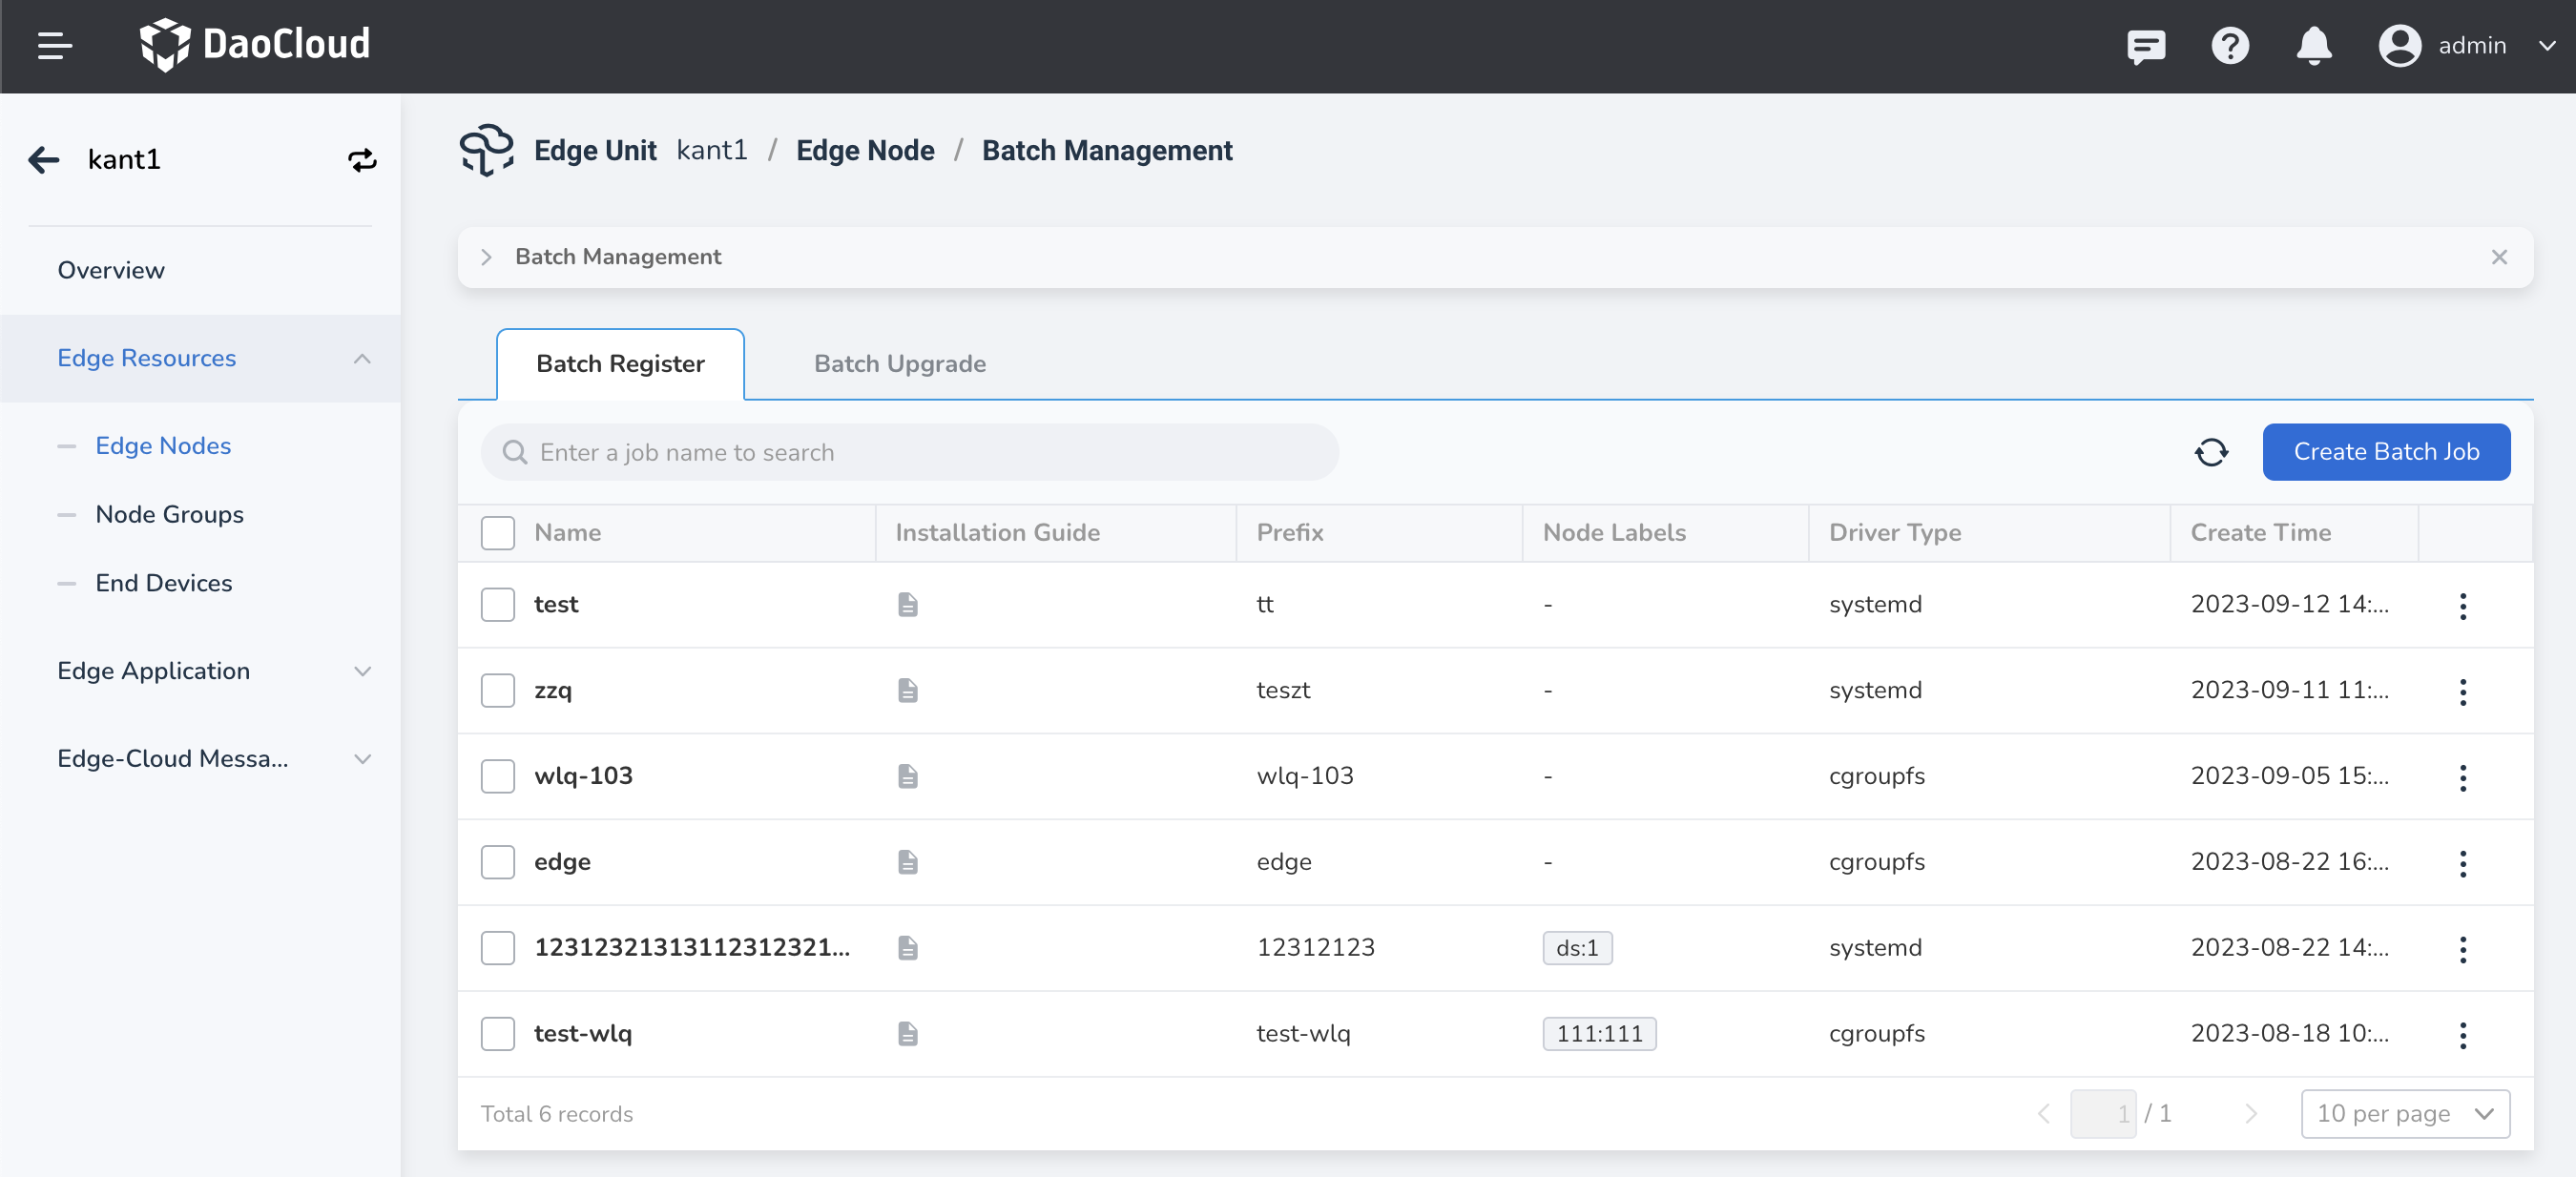 DaoCloud
admin
kant1
Overview
Edge Resources
Edge Nodes
Node Groups
End Devices
Edge Application
Edge-Cloud Messa...
Edge Unit kant1 / Edge Node / Batch Management
Batch Management
Batch Register Batch Upgrade
Enter a job name to search
Create Batch Job
Name Installation Guide Prefix Node Labels Driver Type Create Time
test tt - systemd 2023-09-12 14:...
zzq teszt - systemd 2023-09-11 11:...
wlq-103 wlq-103 - cgroupfs 2023-09-05 15:...
edge edge - cgroupfs 2023-08-22 16:...
12312321313112312321... 12312123 ds:1 systemd 2023-08-22 14:...
test-wlq test-wlq 111:111 cgroupfs 2023-08-18 10:...
Total 6 records
1 / 1
10 per page